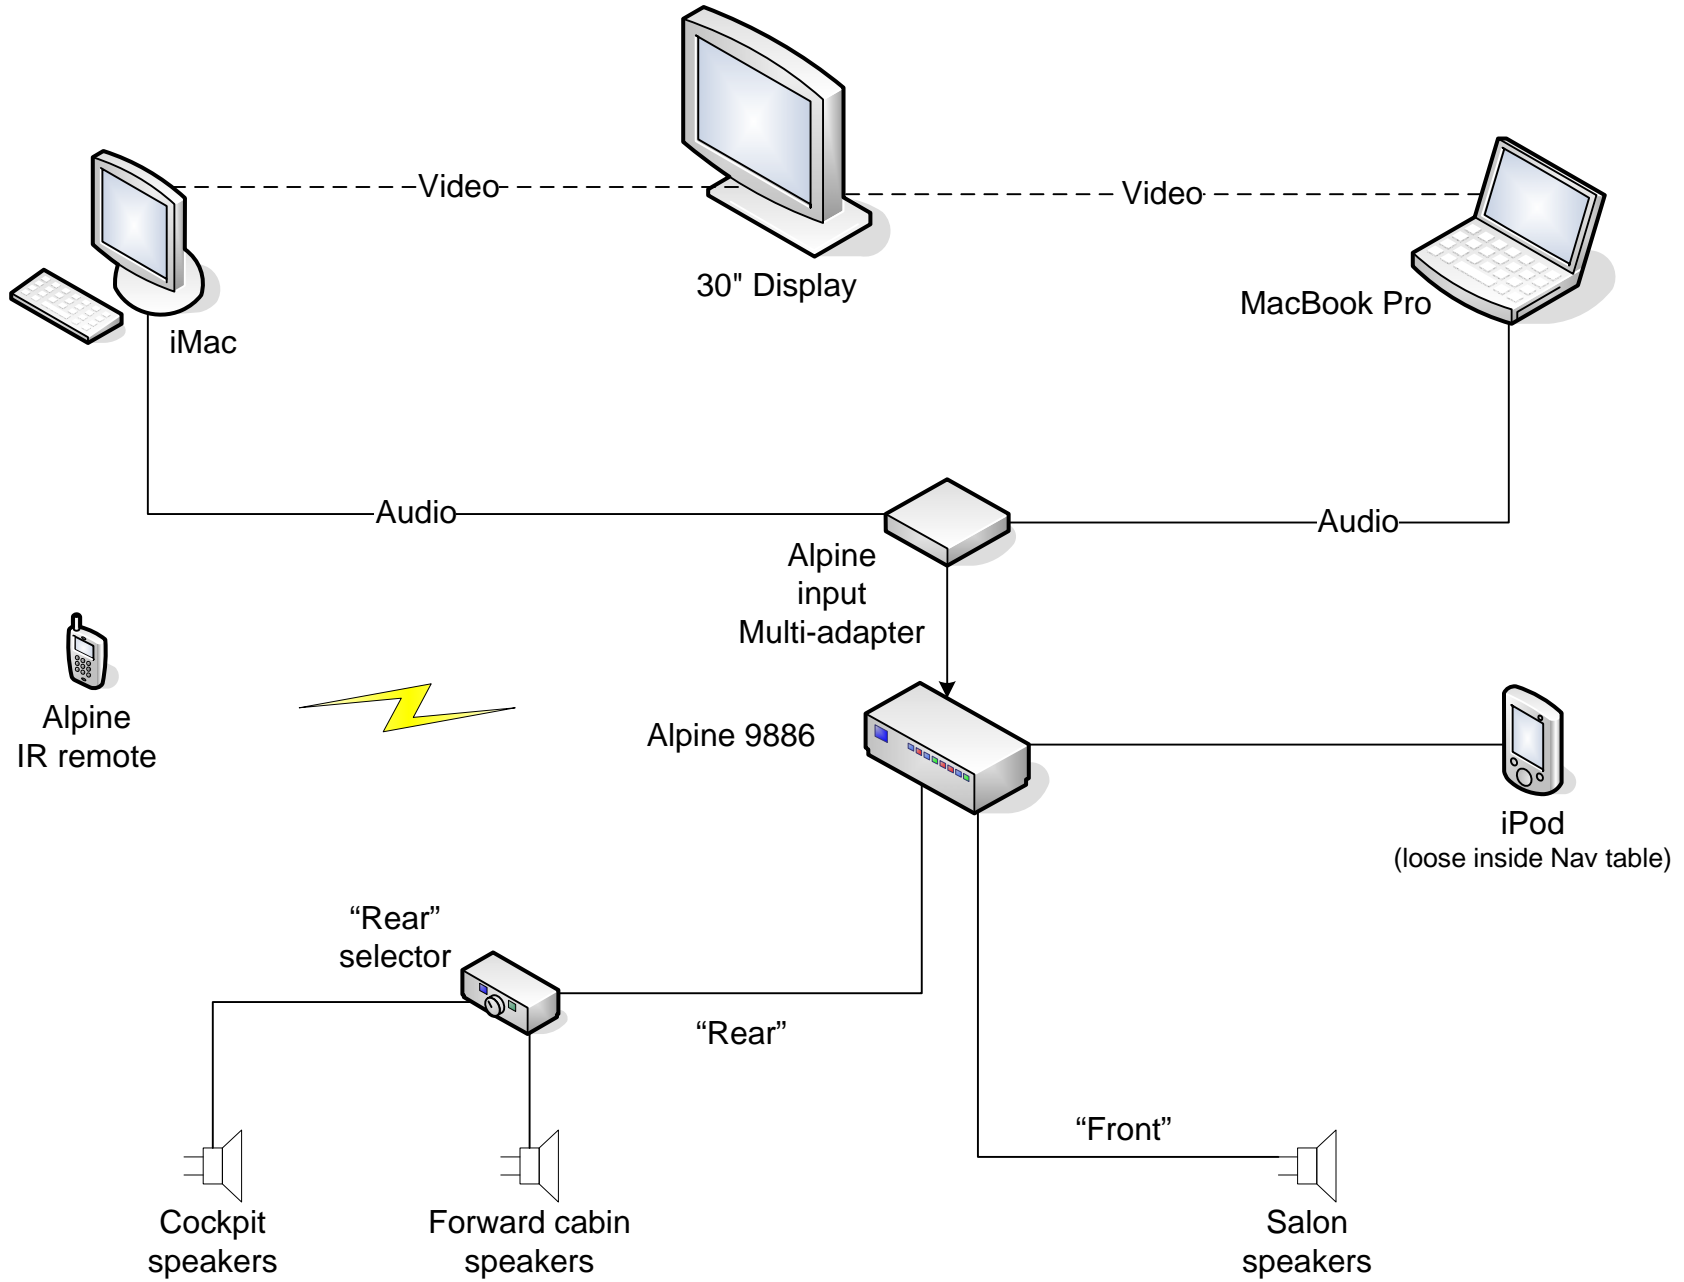 Video
Video
30" Display
MacBook Pro
iMac
Audio
Audio
Alpine
input
Multi-adapter
Alpine
IR remote
Alpine 9886
iPod
(loose inside Nav table)
“Rear”
selector
“Rear”
“Front”
Cockpit
speakers
Forward cabin
speakers
Salon
speakers